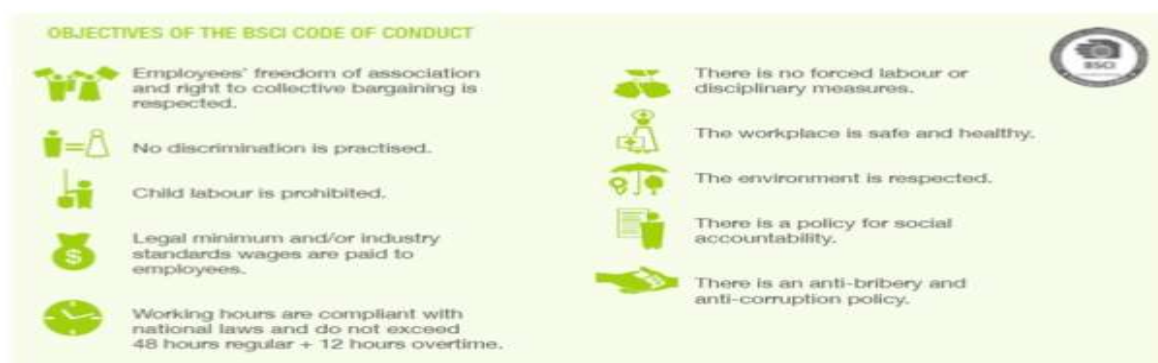 OBJECTIVES OF THE BSCI CODE OF CONDUCT
Employees' freedom of association
and right to collective bargaining is
respected.
No discrimination is practised.
Child labour is prohibited.
$
Legal minimum and/or industry
standards wages are paid to
employees.
Working hours are compliant with
national laws and do not exceed
48 hours regular + 12 hours overtime.
BSCI
There is no forced labour or
disciplinary measures.
The workplace is safe and healthy.
The environment is respected.
There is a policy for social
accountability.
There is an anti-bribery and
anti-corruption policy.